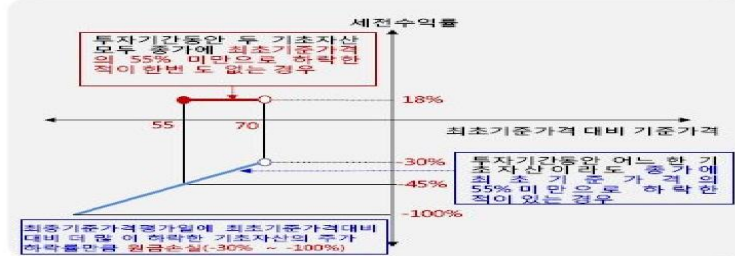 세전수익률
투자기간동안 두 기초자산
모두 종가에 최초기준가격
의 55% 미만으로 하락한
적이 한번 도 없는 경우
18%
55
70
최초기준가격 대비 기준가격
-30%
투자기간동안 어느 한 기
초자산이라도 종가에
최초기준가격의
55%미만으로 하락한
적이 있는 경우
-45%
-100%
최종기준가격평가일에 최초기준가격대비
대비 더 많 이 하락한 기초자산의 주가
하락률만큼 원금손실(-30% ~ -100%)